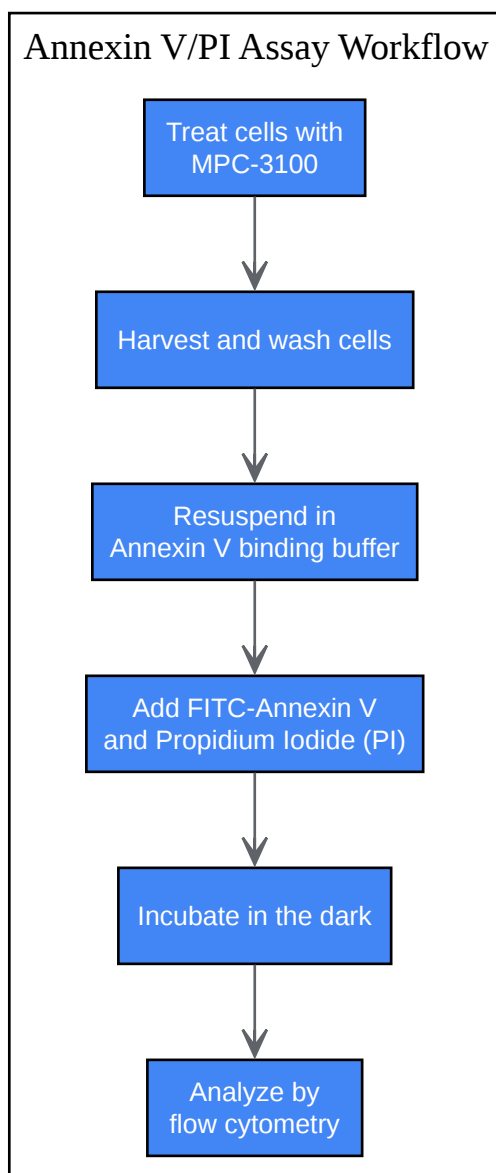 Annexin V/PI Assay Workflow
Treat cells with
MPC-3100
Harvest and wash cells
Resuspend in
Annexin V binding buffer
Add FITC-Annexin V
and Propidium Iodide (PI)
Incubate in the dark
Analyze by
flow cytometry